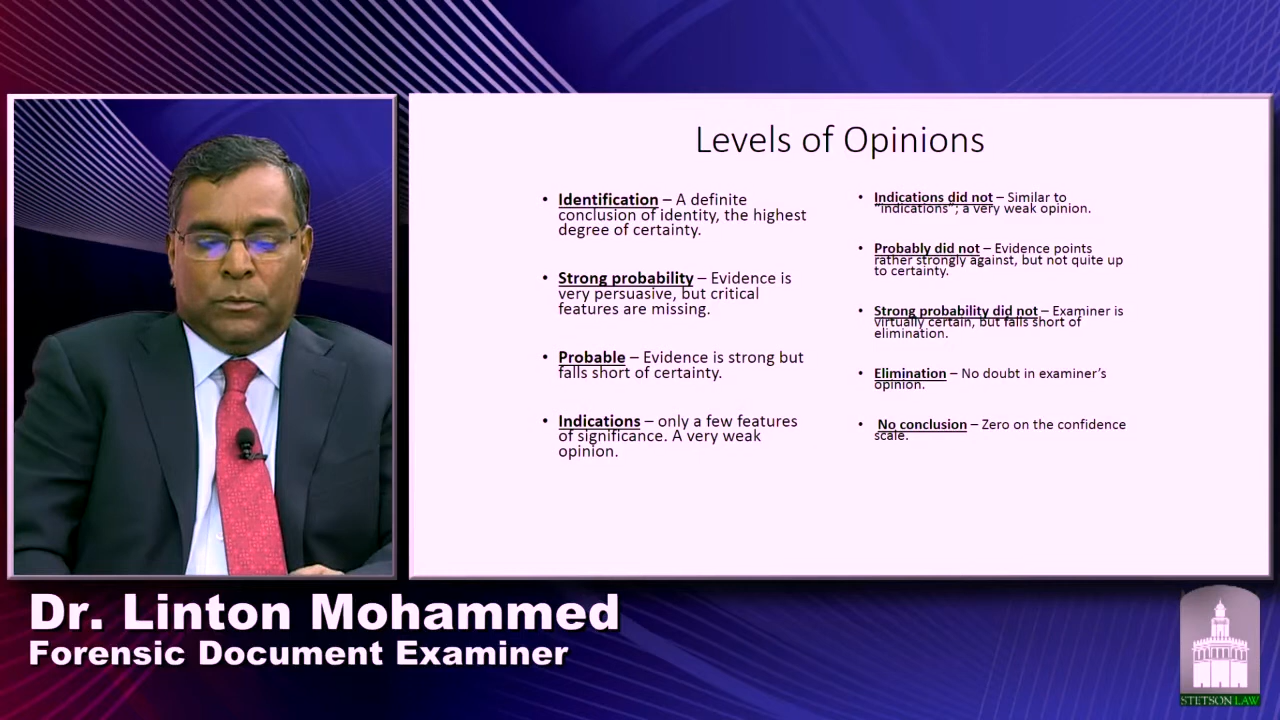 Levels of Opinions
• Identification – A definite
conclusion of identity, the highest
degree of certainty.
• Strong probability – Evidence is
very persuasive, but critical
features are missing.
• Probable – Evidence is strong but
falls short of certainty.
• Indications – only a few features
of significance. A very weak
opinion.
• Indications did not – Similar to
“indications”; a very weak opinion.
• Probably did not – Evidence points
rather strongly against, but not quite up
to certainty.
• Strong probability did not – Examiner is
virtually certain, but falls short of
elimination.
• Elimination – No doubt in examiner’s
opinion.
• No conclusion – Zero on the confidence
scale.
Dr. Linton Mohammed
Forensic Document Examiner
STETSON LAW